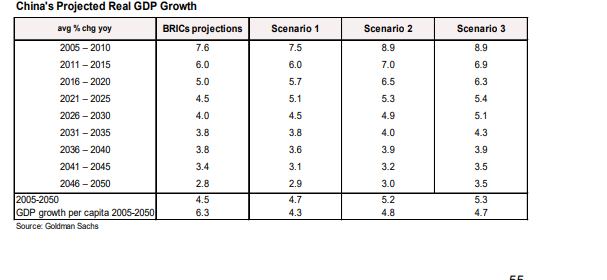 China's Projected Real GDP Growth
avg % chg yoy BRICs projections Scenario 1 Scenario 2 Scenario 3
2005 – 2010 7.6 7.5 8.9 8.9
2011 – 2015 6.0 6.0 7.0 6.9
2016 – 2020 5.0 5.7 6.5 6.3
2021 – 2025 4.5 5.1 5.3 5.4
2026 – 2030 4.0 4.5 4.9 5.1
2031 – 2035 3.8 3.8 4.0 4.3
2036 – 2040 3.8 3.6 3.9 3.9
2041 – 2045 3.4 3.1 3.2 3.5
2046 – 2050 2.8 2.9 3.0 3.5
2005-2050 4.5 4.7 5.2 5.3
GDP growth per capita 2005-2050 6.3 4.3 4.8 4.7
Source: Goldman Sachs